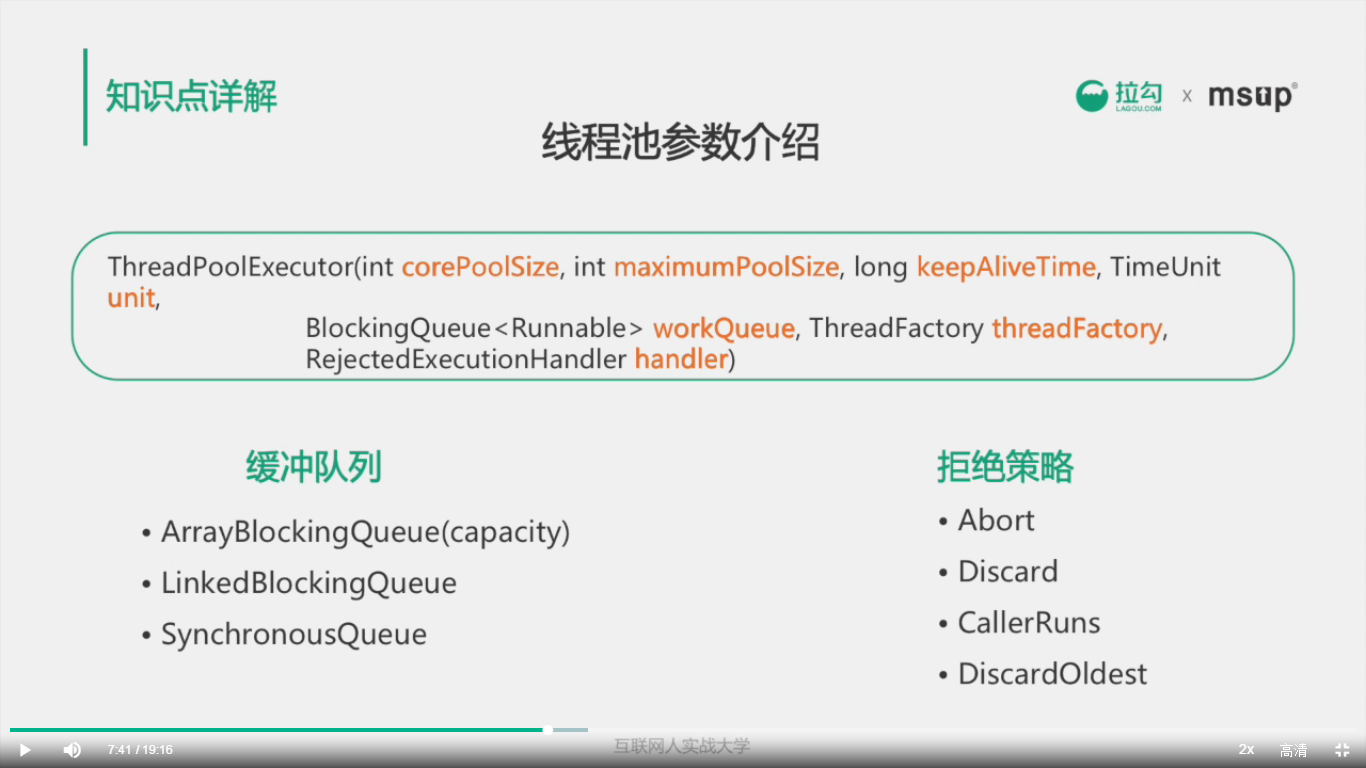 知识点详解
拉勾 x msup®
LAGOU.COM
线程池参数介绍
ThreadPoolExecutor(int corePoolSize, int maximumPoolSize, long keepAliveTime, TimeUnit
unit,
BlockingQueue<Runnable> workQueue, ThreadFactory threadFactory,
RejectedExecutionHandler handler)
缓冲队列
• ArrayBlockingQueue(capacity)
• LinkedBlockingQueue
• SynchronousQueue
拒绝策略
• Abort
• Discard
• CallerRuns
• DiscardOldest
互联网人实战大学
7:41 / 19:16
2x
高清